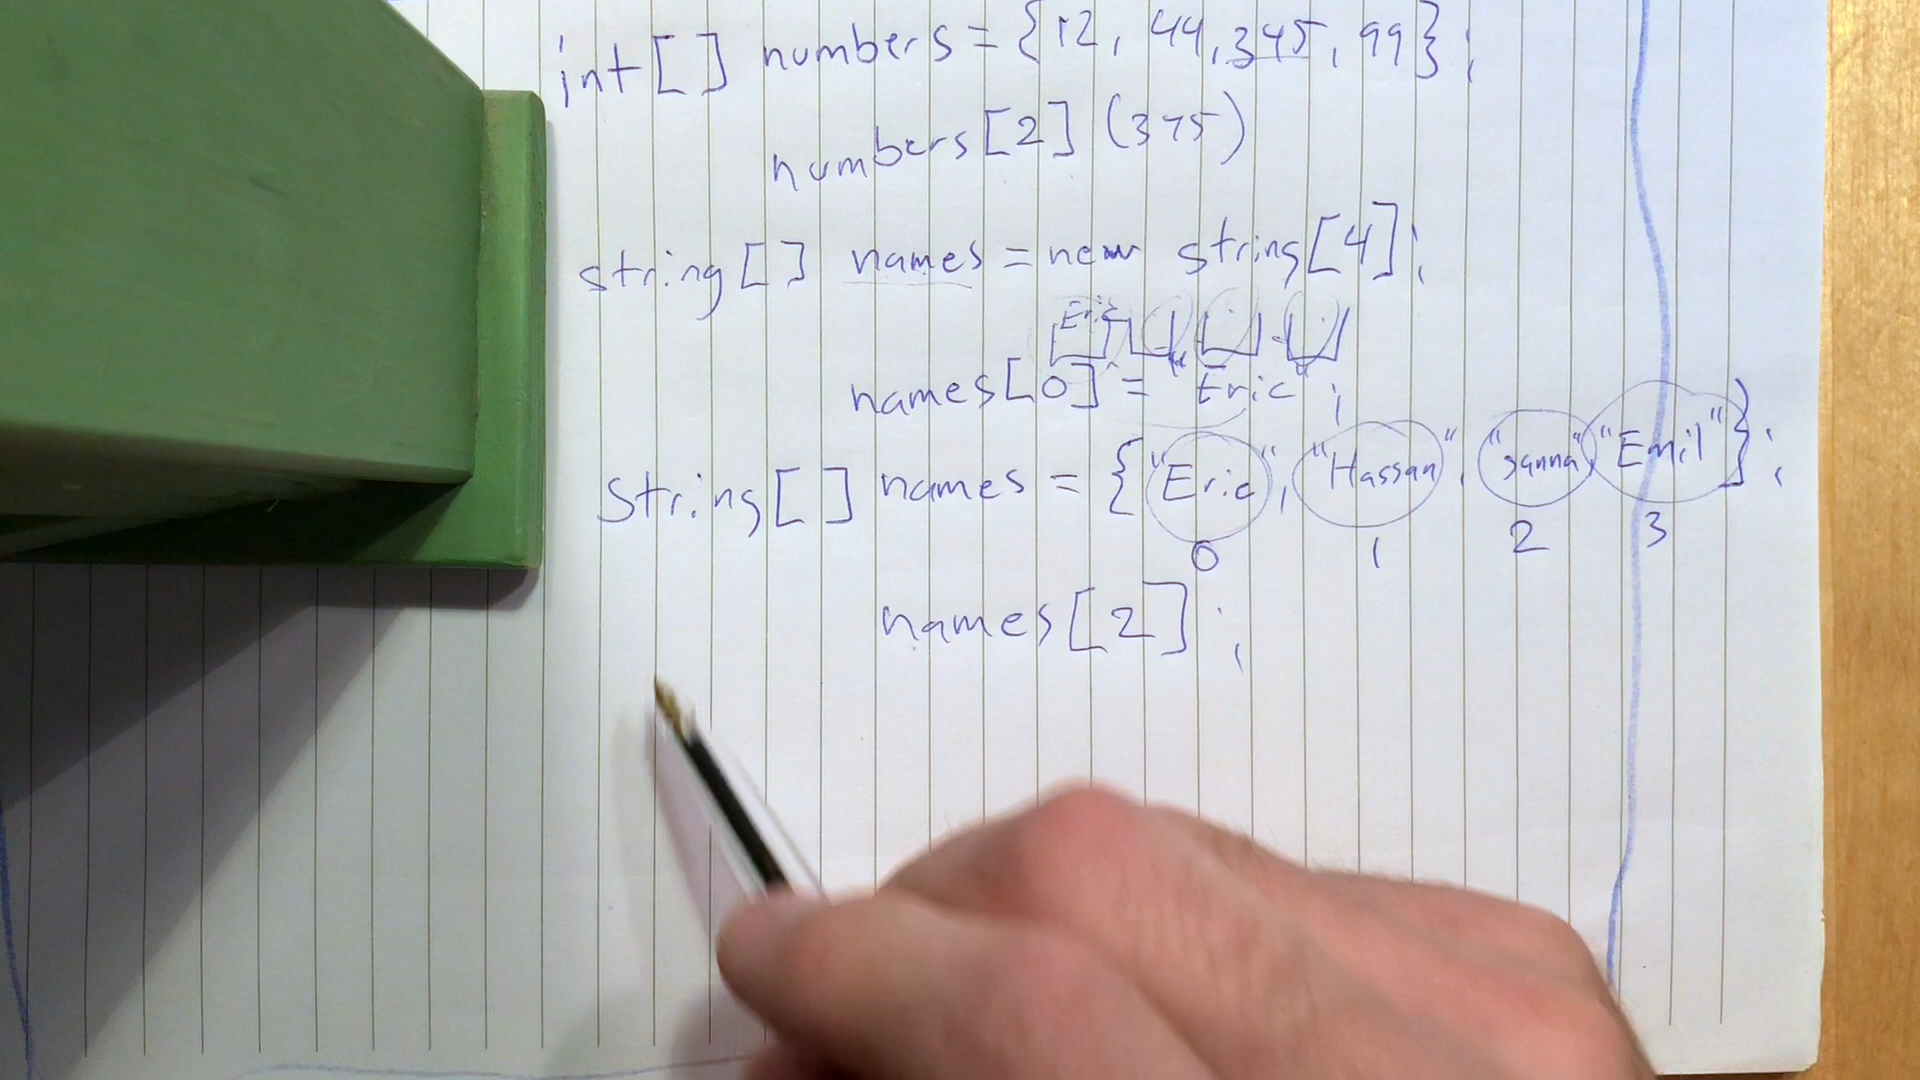 int[] numbers = {12, 44, 345, 99};
numbers[2] (345)
string[] names = new string[4];
Eric
names[0] = "Eric";
string[] names = {"Eric", "Hassan", "Sanna", "Emil"};
0 1 2 3
names[2];